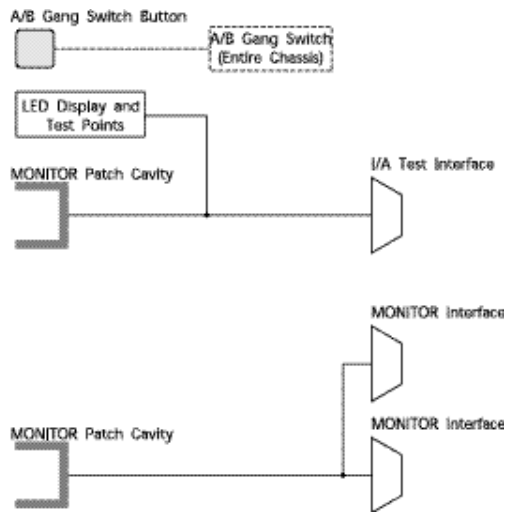 A/B Gang Switch Button
A/B Gang Switch
(Entire Chassis)
LED Display and
Test Points
MONITOR Patch Cavity
I/A Test Interface
MONITOR Interface
MONITOR Patch Cavity
MONITOR Interface